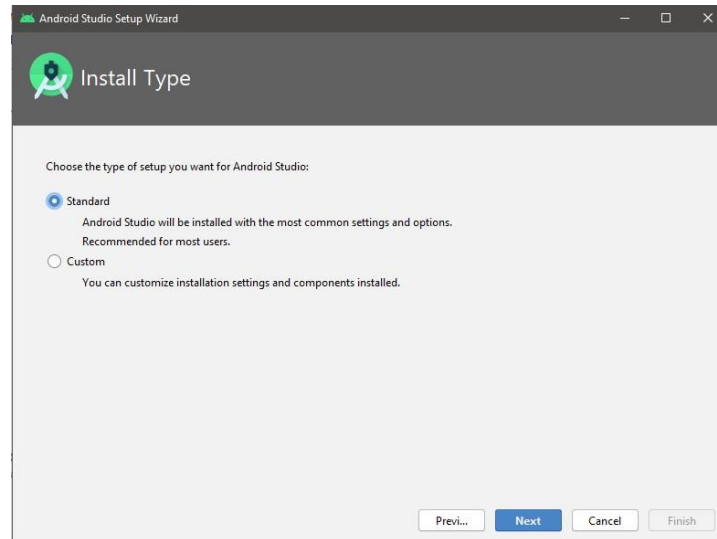 Android Studio Setup Wizard
Install Type
Choose the type of setup you want for Android Studio:
Standard
Android Studio will be installed with the most common settings and options.
Recommended for most users.
Custom
You can customize installation settings and components installed.
Previ... Next Cancel Finish